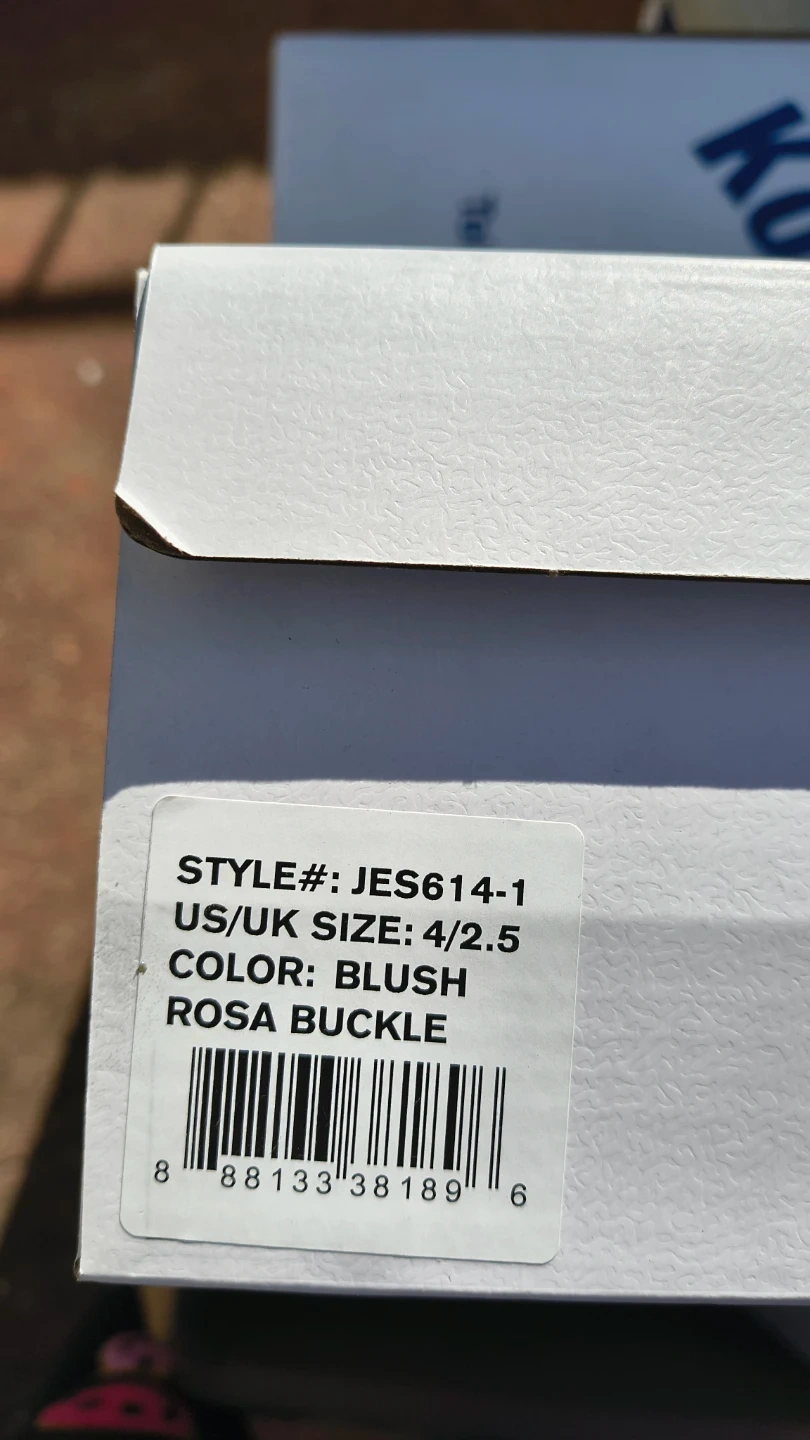 STYLE#: JES614-1
US/UK SIZE: 4/2.5
COLOR: BLUSH
ROSA BUCKLE
8 88133 38189 6